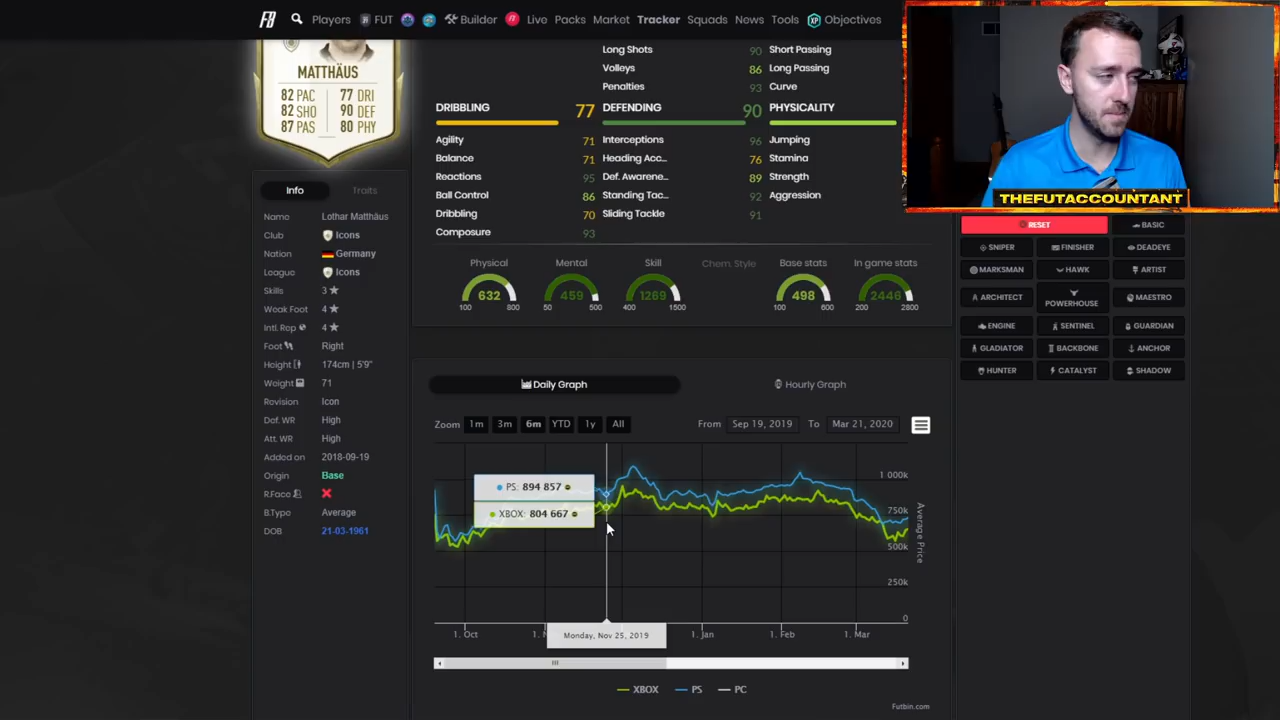 FB Players FUT Builder Live Packs Market Tracker Squads News Tools XP Objectives
MATTHÄUS
82 PAC 77 DRI
82 SHO 90 DEF
87 PAS 80 PHY
Long Shots 90 Short Passing
Volleys 86 Long Passing
Penalties 93 Curve
DRIBBLING 77 DEFENDING 90 PHYSICALITY
Agility 71 Interceptions 96 Jumping
Balance 71 Heading Acc... 76 Stamina
Reactions 95 Def. Awarene... 89 Strength
Ball Control 86 Standing Tac... 92 Aggression
Dribbling 70 Sliding Tackle 91
Composure 93
THEFUTACCOUNTANT
Info Traits
Name Lothar Matthäus
Club Icons
Nation Germany
League Icons
Skills 3
Weak Foot 4
Intl. Rep 4
Foot Right
Height 174cm | 5'9"
Weight 71
Revision Icon
Def. WR High
Att. WR High
Added on 2018-09-19
Origin Base
R.Face
B.Type Average
DOB 21-03-1961
Physical Mental Skill Chem. Style Base stats In game stats
632 459 1269 498 2446
100 800 50 500 400 1500 100 600 200 2800
RESET BASIC
SNIPER FINISHER DEADEYE
MARKSMAN HAWK ARTIST
ARCHITECT POWERHOUSE MAESTRO
ENGINE SENTINEL GUARDIAN
GLADIATOR BACKBONE ANCHOR
HUNTER CATALYST SHADOW
Daily Graph Hourly Graph
Zoom 1m 3m 6m YTD 1y All From Sep 19, 2019 To Mar 21, 2020
PS: 894 857
XBOX: 804 667
1 000k
750k
500k
250k
0
Average Price
1. Oct 1. N 1. Jan 1. Feb 1. Mar
Monday, Nov 25, 2019
XBOX PS PC
Futbin.com